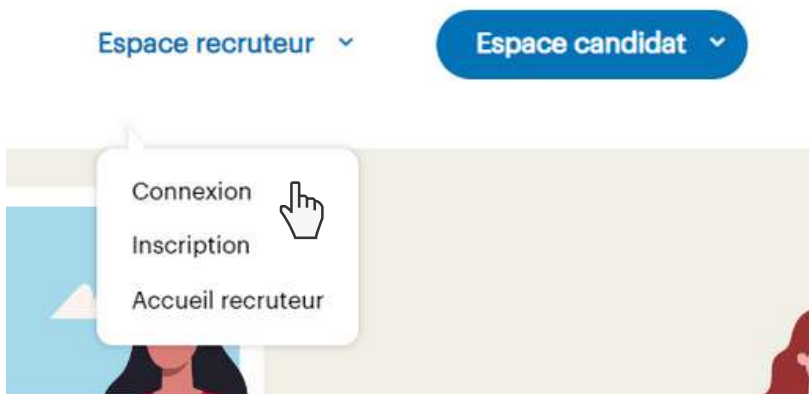 Espace recruteur
Espace candidat
Connexion
Inscription
Accueil recruteur